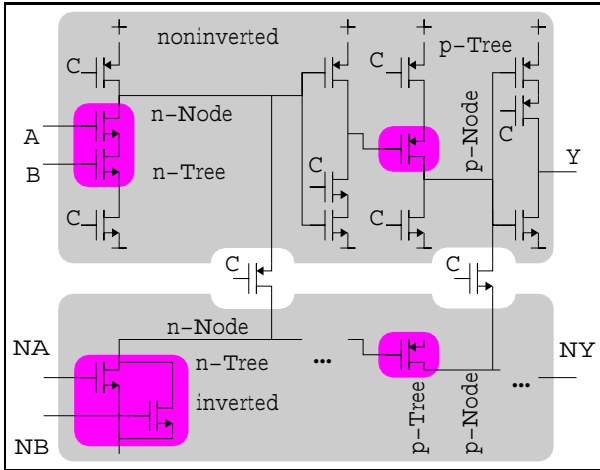 noninverted
p-Tree
C
C
C
n-Node
C
A
p-Node
n-Tree
B
Y
C
C
C
C
C
n-Node
NA
n-Tree
...
NY
...
inverted
p-Tree
p-Node
NB